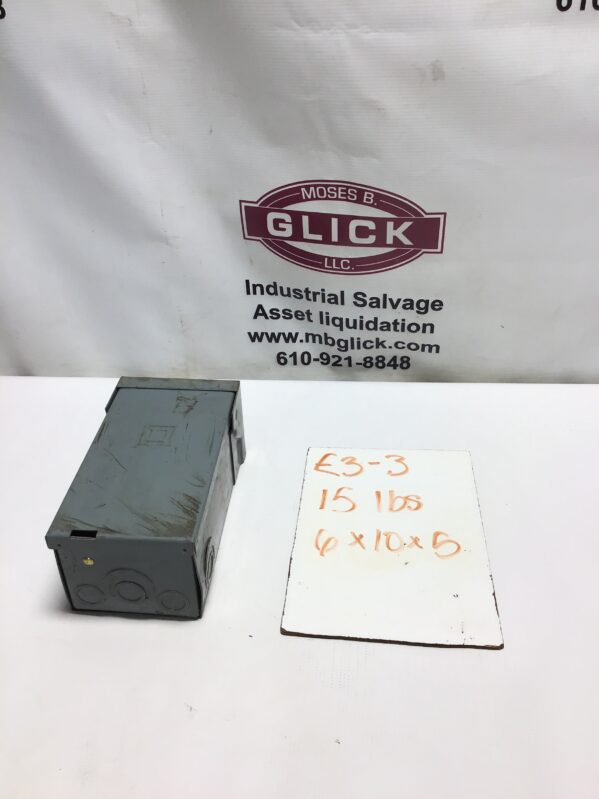 MOSES B.
GLICK
LLC.
Industrial Salvage
Asset liquidation
www.mbglick.com
610-921-8848
E3-3
15 lbs
6 x 10 x 5